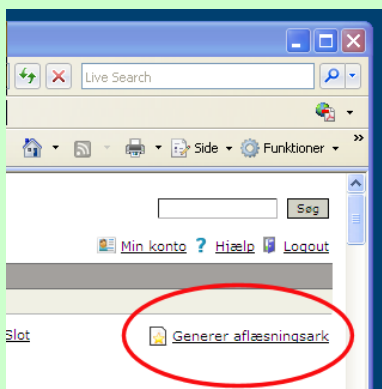 Live Search
Side Funktioner »
Søg
Min konto ? Hjælp Logout
Slot Generer aflæsningsark